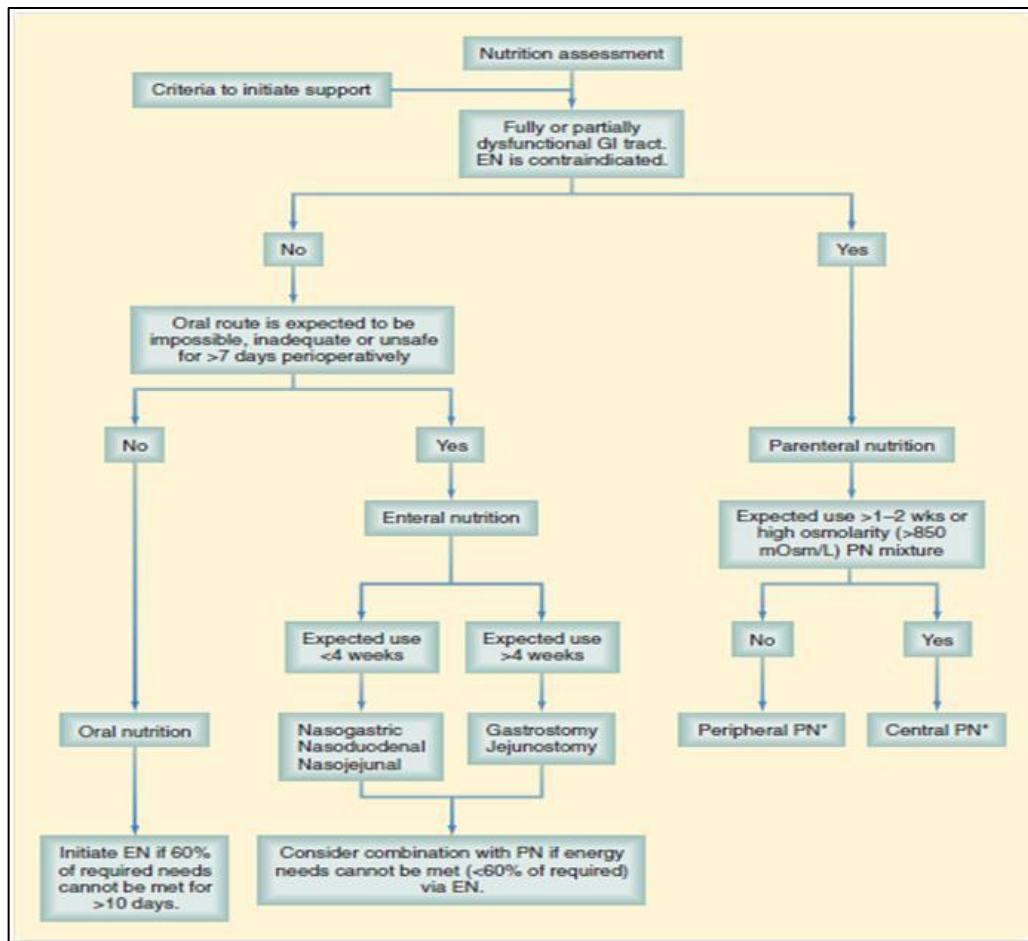 Nutrition assessment
Criteria to initiate support
Fully or partially
dysfunctional GI tract.
EN is contraindicated.
No
Yes
Oral route is expected to be
impossible, inadequate or unsafe
for >7 days perioperatively
No
Yes
Parenteral nutrition
Enteral nutrition
Expected use >1–2 wks or
high osmolarity (>850
mOsm/L) PN mixture
Expected use
<4 weeks
Expected use
>4 weeks
No
Yes
Oral nutrition
Nasogastric
Nasoduodenal
Nasojejunal
Gastrostomy
Jejunostomy
Peripheral PN*
Central PN*
Initiate EN if 60%
of required needs
cannot be met for
>10 days.
Consider combination with PN if energy
needs cannot be met (<60% of required)
via EN.